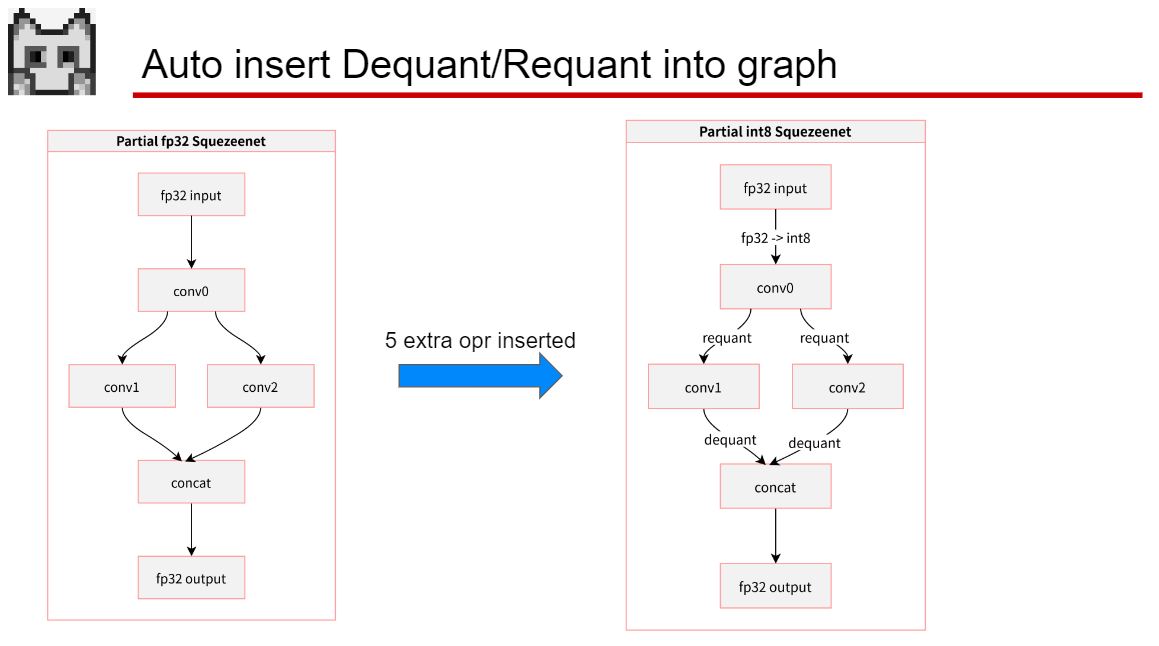 Auto insert Dequant/Requant into graph
Partial fp32 Squezeenet
fp32 input
conv0
conv1
conv2
concat
fp32 output
5 extra opr inserted
Partial int8 Squezeenet
fp32 input
fp32 -> int8
conv0
requant
requant
conv1
conv2
dequant
dequant
concat
fp32 output